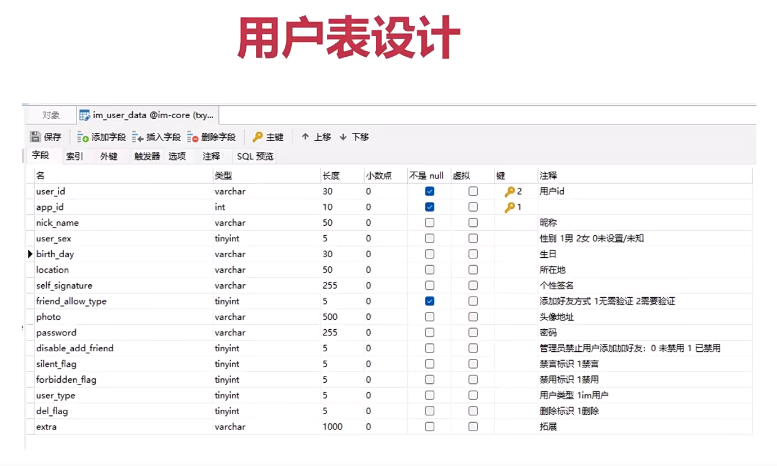 用户表设计
对象 im_user_data @im-core (txy...
保存 添加字段 插入字段 删除字段 主键 上移 下移
字段 索引 外键 触发器 选项 注释 SQL 预览
名 类型 长度 小数点 不是 null 虚拟 键 注释
user_id varchar 30 0 2 用户id
app_id int 10 0 1
nick_name varchar 50 0 昵称
user_sex tinyint 5 0 性别 1男 2女 0未设置/未知
birth_day varchar 30 0 生日
location varchar 50 0 所在地
self_signature varchar 255 0 个性签名
friend_allow_type tinyint 5 0 添加好友方式 1无需验证 2需要验证
photo varchar 500 0 头像地址
password varchar 255 0 密码
disable_add_friend tinyint 5 0 管理员禁止用户添加加好友：0 未禁用 1 已禁用
silent_flag tinyint 5 0 禁言标识 1禁言
forbidden_flag tinyint 5 0 禁用标识 1禁用
user_type tinyint 5 0 用户类型 1im用户
del_flag tinyint 5 0 删除标识 1删除
extra varchar 1000 0 拓展